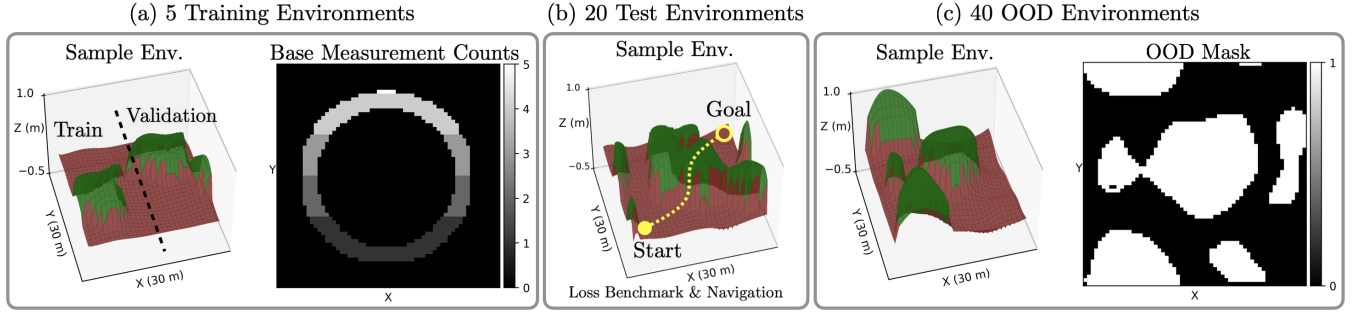 (a) 5 Training Environments
Sample Env.
Base Measurement Counts
1.0
Z (m)
−0.5
Train
Validation
Y (30 m)
X (30 m)
Y
X
5
4
3
2
1
0
(b) 20 Test Environments
Sample Env.
1.0
Z (m)
−0.5
Goal
Start
Y (30 m)
X (30 m)
Loss Benchmark & Navigation
(c) 40 OOD Environments
Sample Env.
OOD Mask
1.0
Z (m)
−0.5
Y (30 m)
X (30 m)
Y
X
1
0